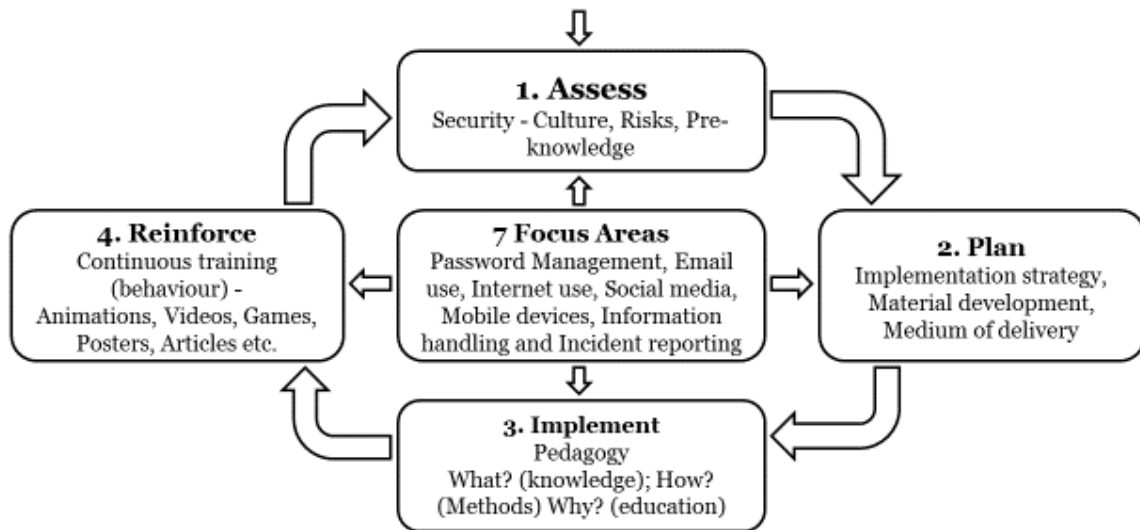 1. Assess
Security - Culture, Risks, Pre-
knowledge
4. Reinforce
Continuous training
(behaviour) -
Animations, Videos, Games,
Posters, Articles etc.
7 Focus Areas
Password Management, Email
use, Internet use, Social media,
Mobile devices, Information
handling and Incident reporting
2. Plan
Implementation strategy,
Material development,
Medium of delivery
3. Implement
Pedagogy
What? (knowledge); How?
(Methods) Why? (education)